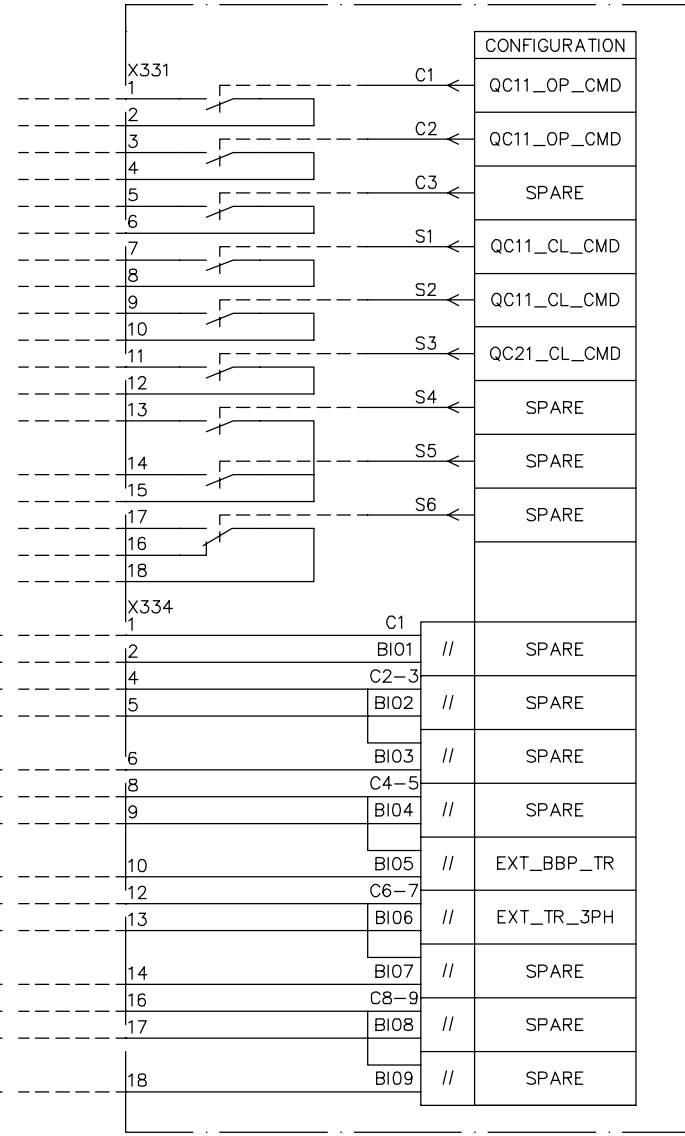 CONFIGURATION
X331
1 C1 QC11_OP_CMD
2
3 C2 QC11_OP_CMD
4
5 C3 SPARE
6
7 S1 QC11_CL_CMD
8
9 S2 QC11_CL_CMD
10
11 S3 QC21_CL_CMD
12
13 S4 SPARE
14 S5 SPARE
15
17 S6 SPARE
16
18
X334
1 C1
2 BI01 // SPARE
4 C2-3
5 BI02 // SPARE
6 BI03 // SPARE
8 C4-5
9 BI04 // SPARE
10 BI05 // EXT_BBP_TR
12 C6-7
13 BI06 // EXT_TR_3PH
14 BI07 // SPARE
16 C8-9
17 BI08 // SPARE
18 BI09 // SPARE